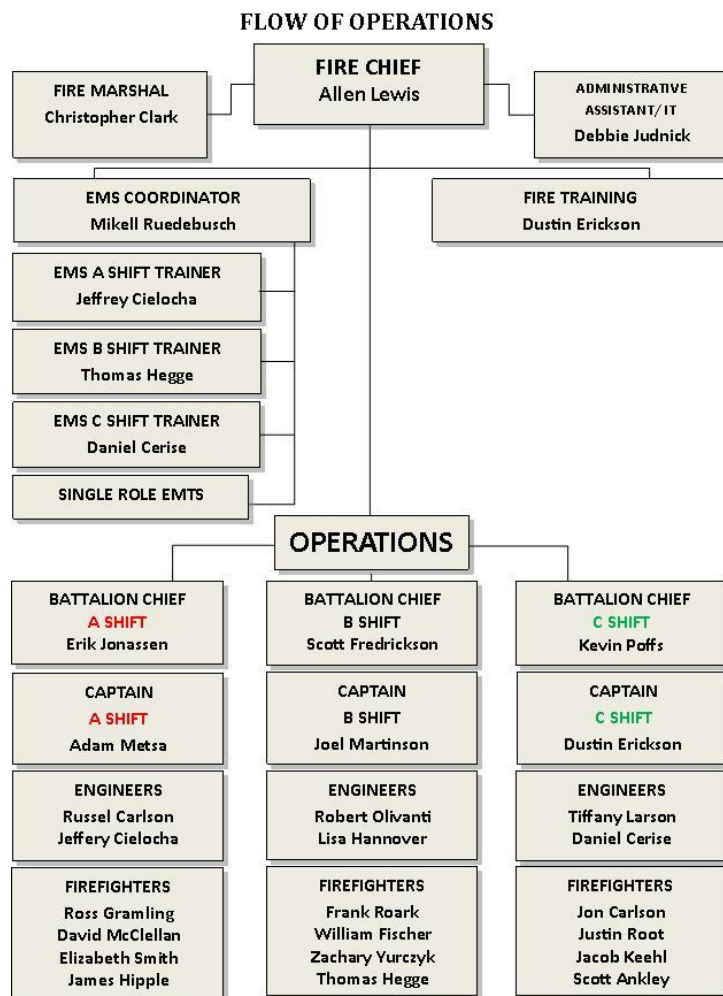 FLOW OF OPERATIONS
FIRE CHIEF
Allen Lewis
FIRE MARSHAL
Christopher Clark
ADMINISTRATIVE
ASSISTANT/ IT
Debbie Judnick
EMS COORDINATOR
Mikell Ruedebusch
FIRE TRAINING
Dustin Erickson
EMS A SHIFT TRAINER
Jeffrey Cielocha
EMS B SHIFT TRAINER
Thomas Hegge
EMS C SHIFT TRAINER
Daniel Cerise
SINGLE ROLE EMTS
OPERATIONS
BATTALION CHIEF
A SHIFT
Erik Jonassen
CAPTAIN
A SHIFT
Adam Metsa
ENGINEERS
Russel Carlson
Jeffery Cielocha
FIREFIGHTERS
Ross Gramling
David McClellan
Elizabeth Smith
James Hipple
BATTALION CHIEF
B SHIFT
Scott Fredrickson
CAPTAIN
B SHIFT
Joel Martinson
ENGINEERS
Robert Olivanti
Lisa Hannover
FIREFIGHTERS
Frank Roark
William Fischer
Zachary Yurczyk
Thomas Hegge
BATTALION CHIEF
C SHIFT
Kevin Poffs
CAPTAIN
C SHIFT
Dustin Erickson
ENGINEERS
Tiffany Larson
Daniel Cerise
FIREFIGHTERS
Jon Carlson
Justin Root
Jacob Keehl
Scott Ankley